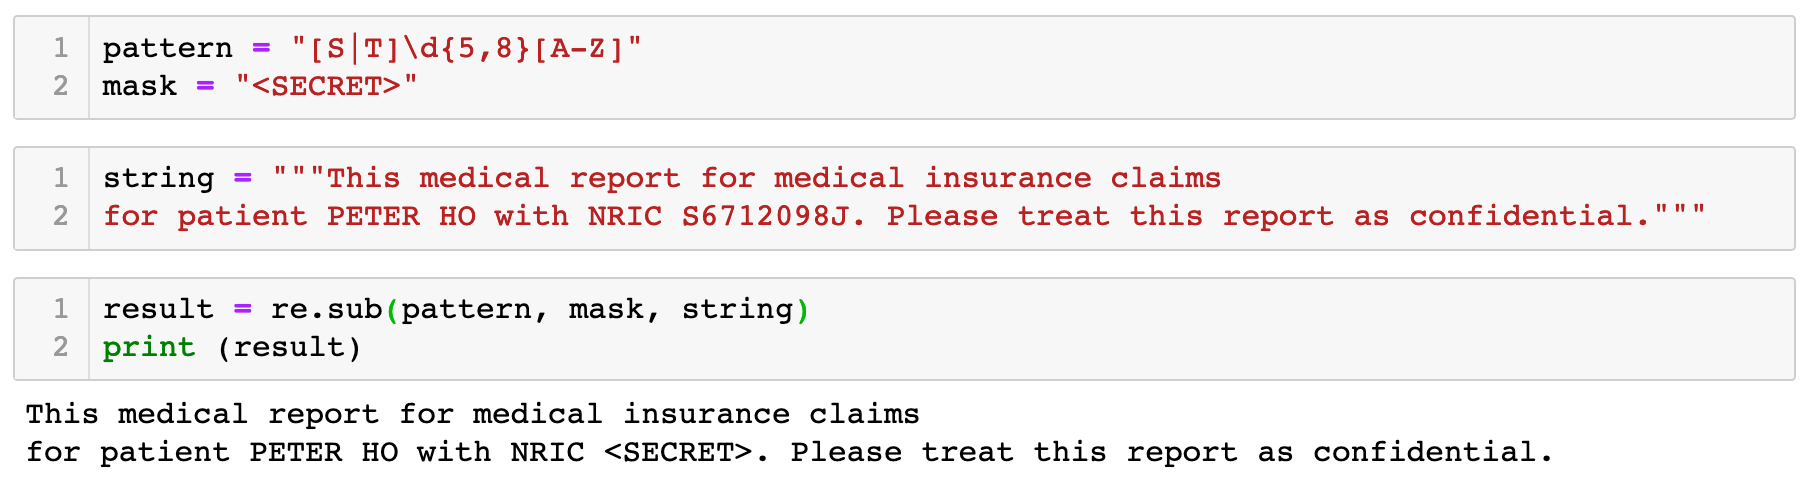 1 pattern = "[S|T]\d{5,8}[A-Z]"
2 mask = "<SECRET>"
1 string = """This medical report for medical insurance claims
2 for patient PETER HO with NRIC S6712098J. Please treat this report as confidential."""
1 result = re.sub(pattern, mask, string)
2 print (result)
This medical report for medical insurance claims
for patient PETER HO with NRIC <SECRET>. Please treat this report as confidential.